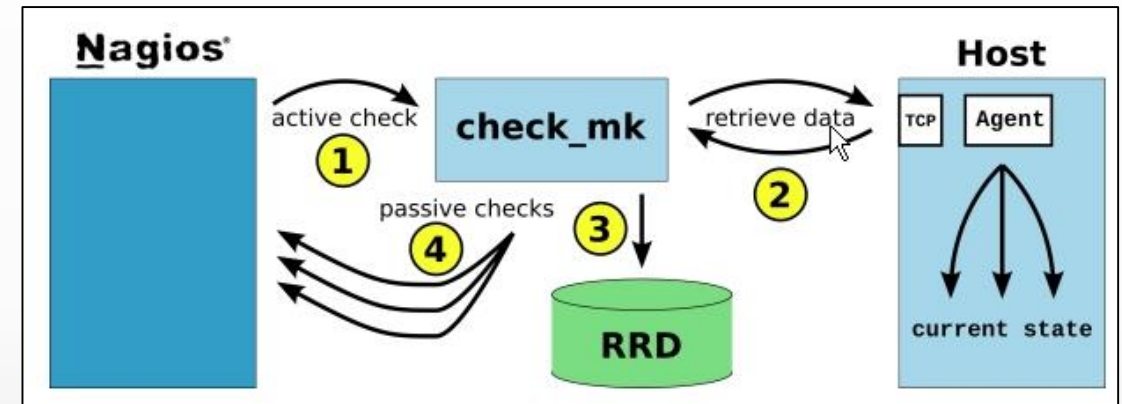 Nagios®
Host
active check
1
check_mk
retrieve data
2
TCP
Agent
passive checks
4
3
RRD
current state